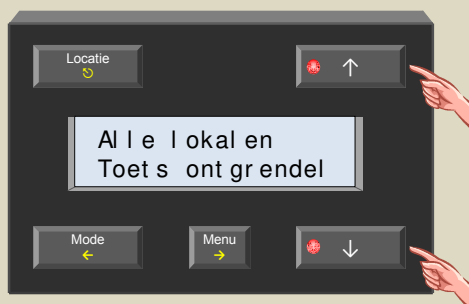 Locatie
Alle lokalen
Toets ontgrendel
Mode
Menu